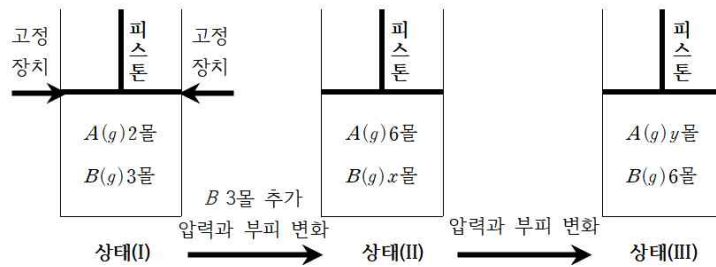 고정
장치
피스톤
고정
장치
A(g)2몰
B(g)3몰
상태(I)
B 3몰 추가
압력과 부피 변화
피스톤
A(g)6몰
B(g)x몰
상태(II)
압력과 부피 변화
피스톤
A(g)y몰
B(g)6몰
상태(III)